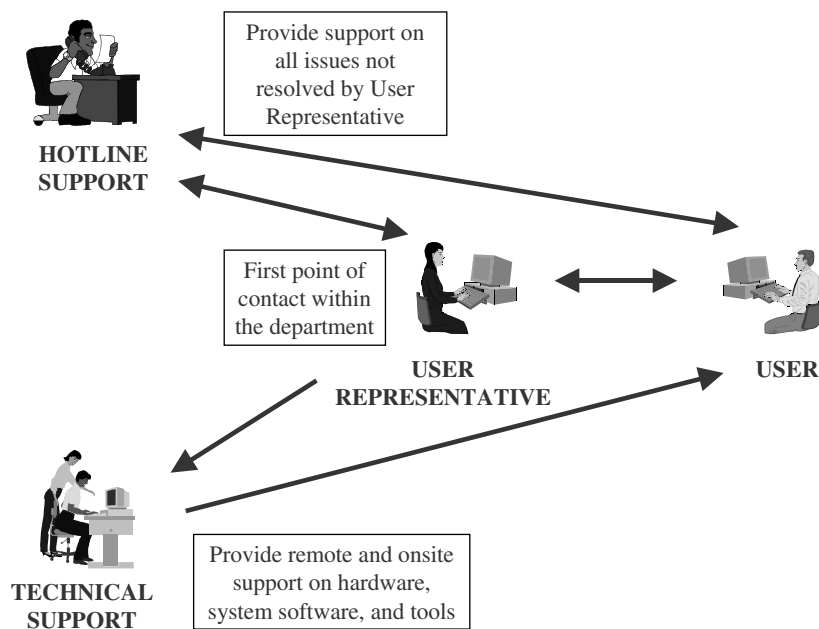 Provide support on
all issues not
resolved by User
Representative
HOTLINE
SUPPORT
First point of
contact within
the department
USER
REPRESENTATIVE
USER
Provide remote and onsite
support on hardware,
system software, and tools
TECHNICAL
SUPPORT